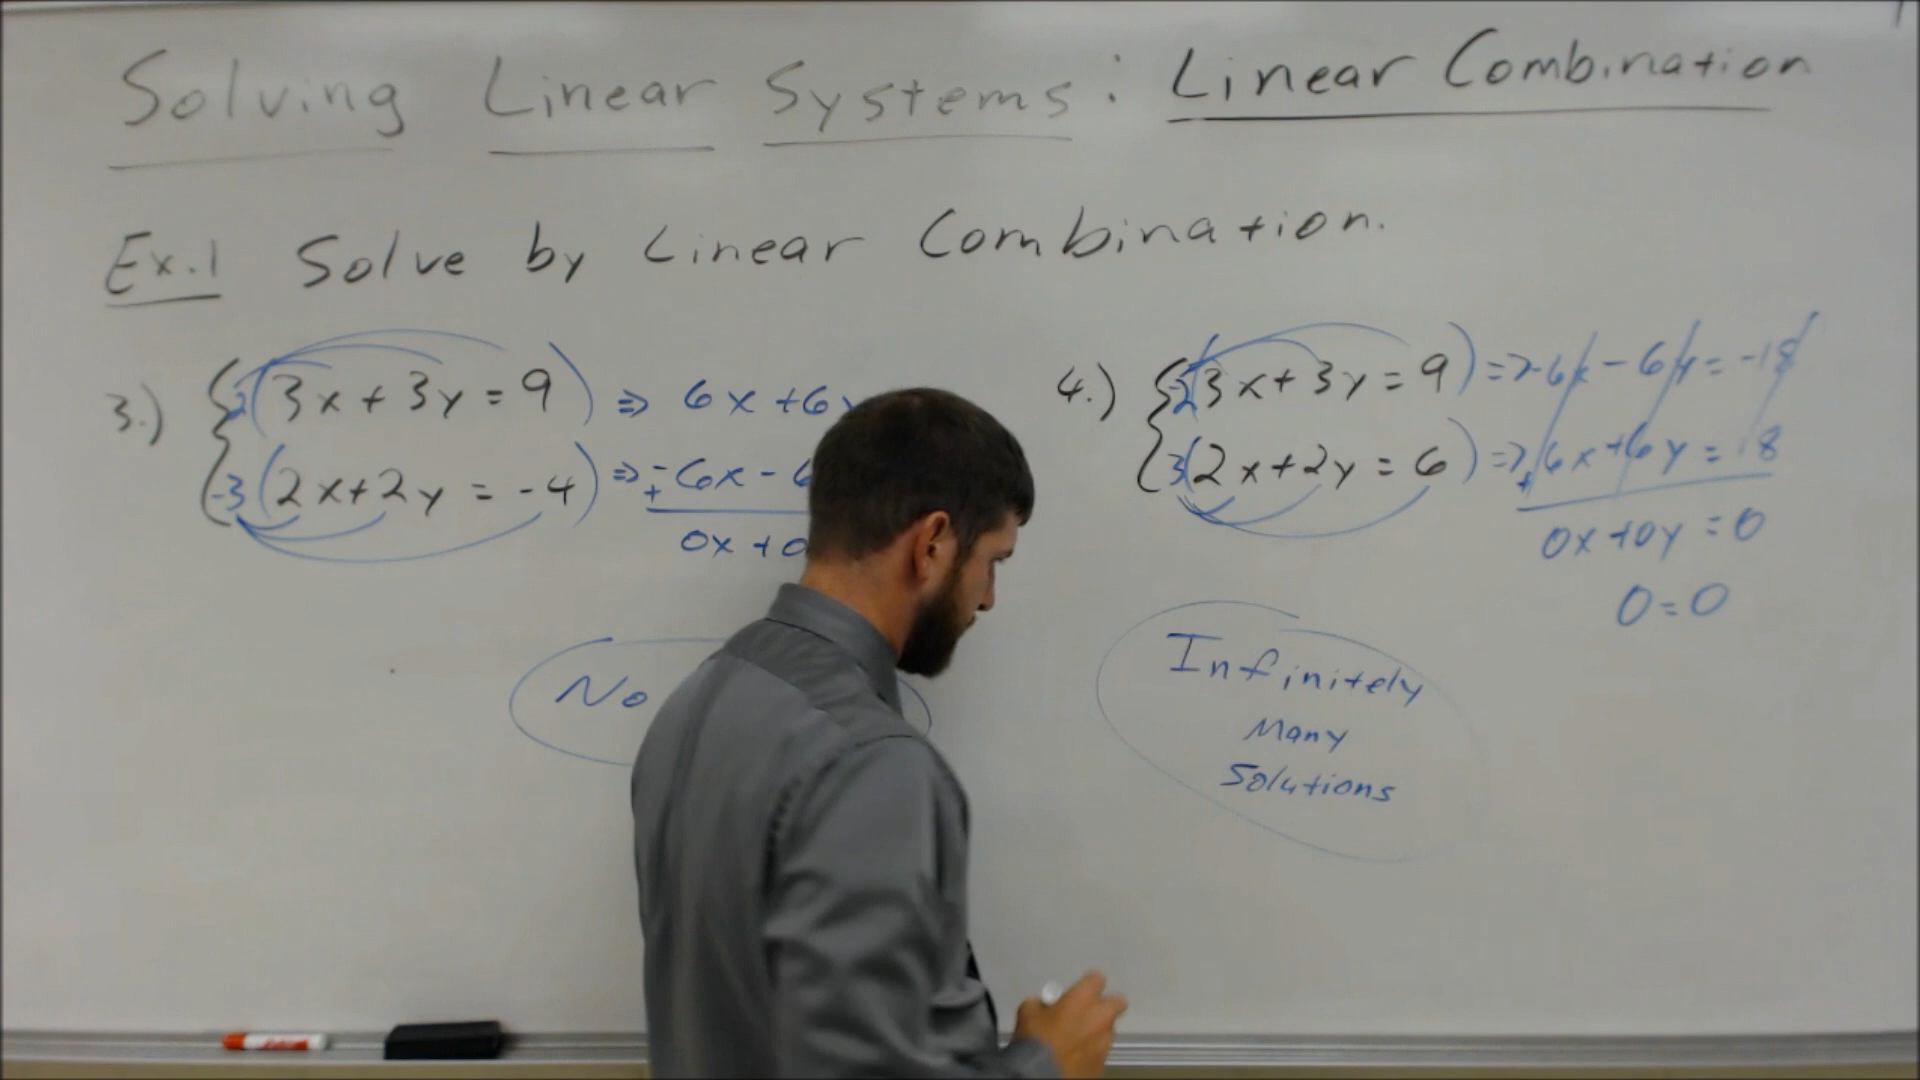 Solving Linear Systems: Linear Combination
Ex.1 Solve by Linear Combination.
3.) 2(3x+3y=9) => 6x+6y
-3(2x+2y=-4) => -6x-6
+
0x+0
No
4.) -2(3x+3y=9) => -6x-6y=-18
3(2x+2y=6) => 6x+6y=18
+
0x+0y=0
0=0
Infinitely
Many
Solutions